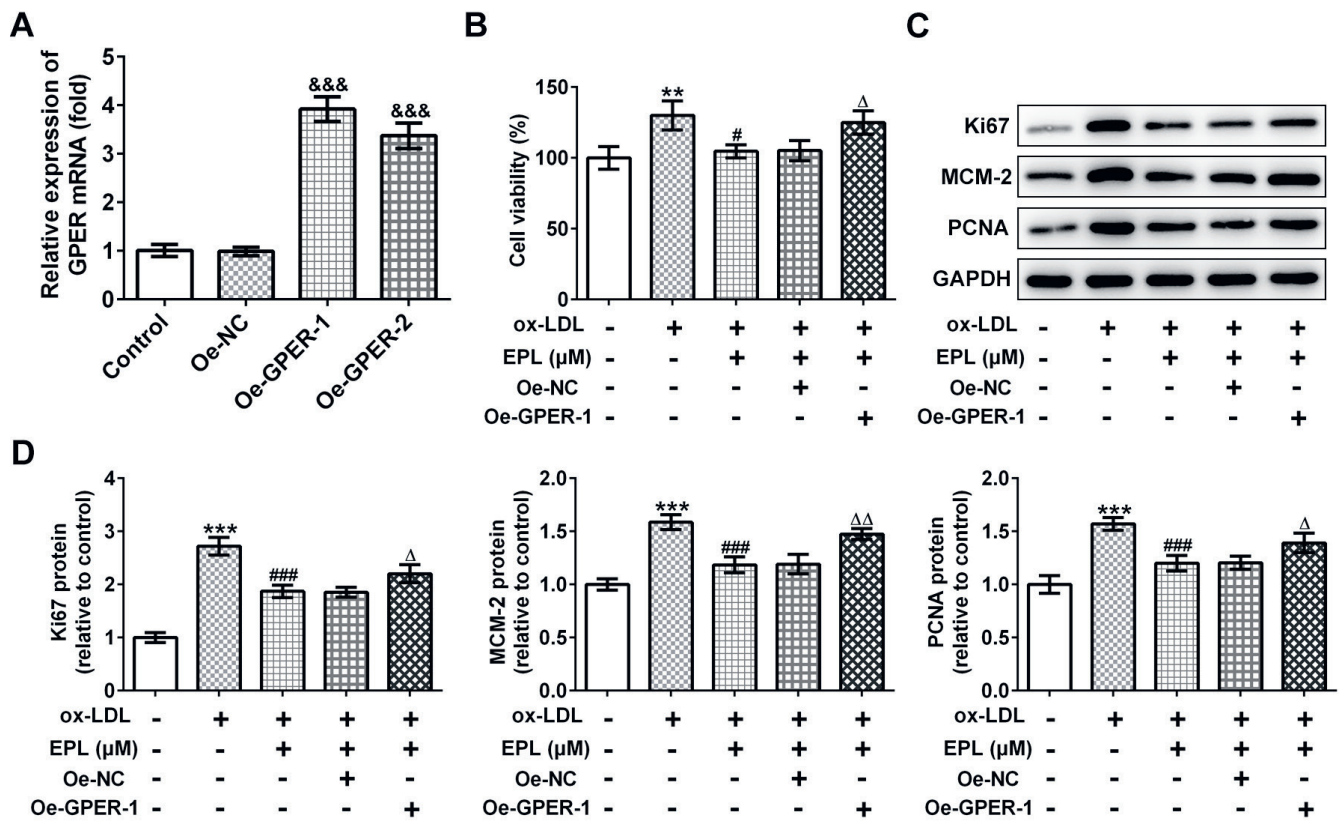 A
Relative expression of
GPER mRNA (fold)
5
4
3
2
1
0
&&&
&&&
Control
Oe-NC
Oe-GPER-1
Oe-GPER-2
B
Cell viability (%)
150
100
50
0
**
#
Δ
ox-LDL - + + + +
EPL (μM) - - + + +
Oe-NC - - - + -
Oe-GPER-1 - - - - +
C
Ki67
MCM-2
PCNA
GAPDH
ox-LDL - + + + +
EPL (μM) - - + + +
Oe-NC - - - + -
Oe-GPER-1 - - - - +
D
Ki67 protein
(relative to control)
4
3
2
1
0
***
###
Δ
ox-LDL - + + + +
EPL (μM) - - + + +
Oe-NC - - - + -
Oe-GPER-1 - - - - +
MCM-2 protein
(relative to control)
2.0
1.5
1.0
0.5
0.0
***
###
ΔΔ
ox-LDL - + + + +
EPL (μM) - - + + +
Oe-NC - - - + -
Oe-GPER-1 - - - - +
PCNA protein
(relative to control)
2.0
1.5
1.0
0.5
0.0
***
###
Δ
ox-LDL - + + + +
EPL (μM) - - + + +
Oe-NC - - - + -
Oe-GPER-1 - - - - +